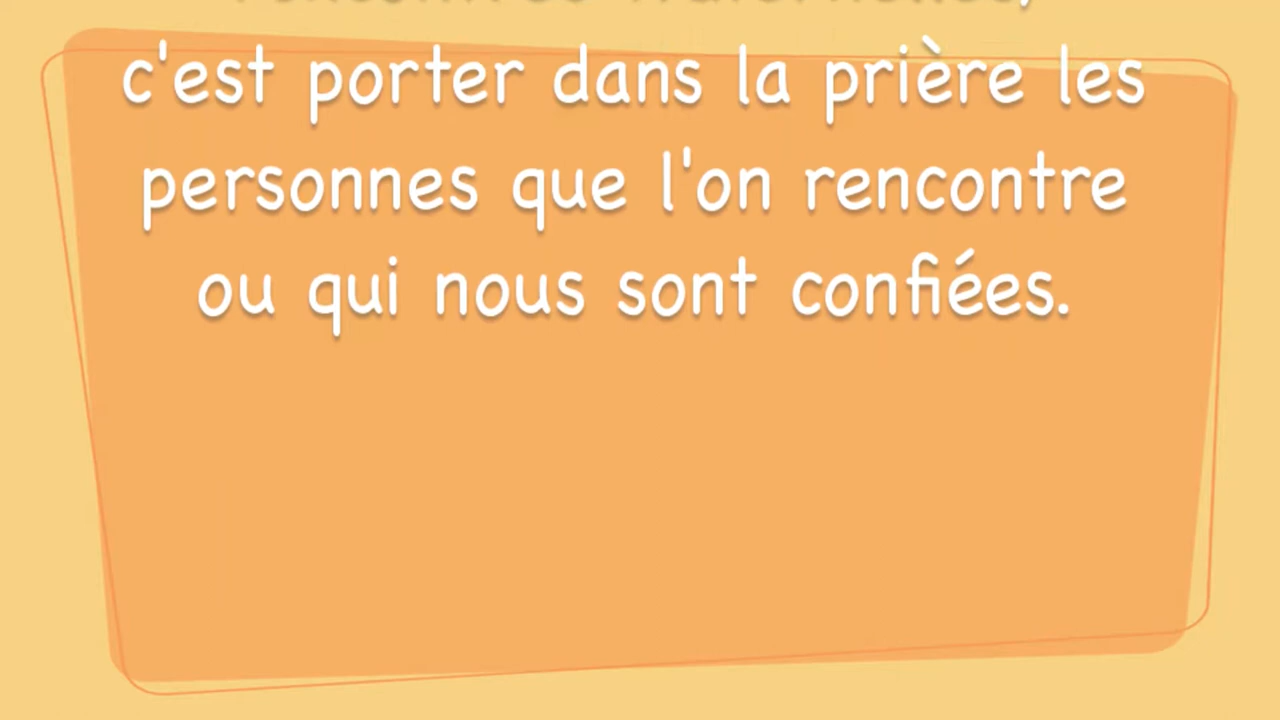 c'est porter dans la prière les
personnes que l'on rencontre
ou qui nous sont confiées.